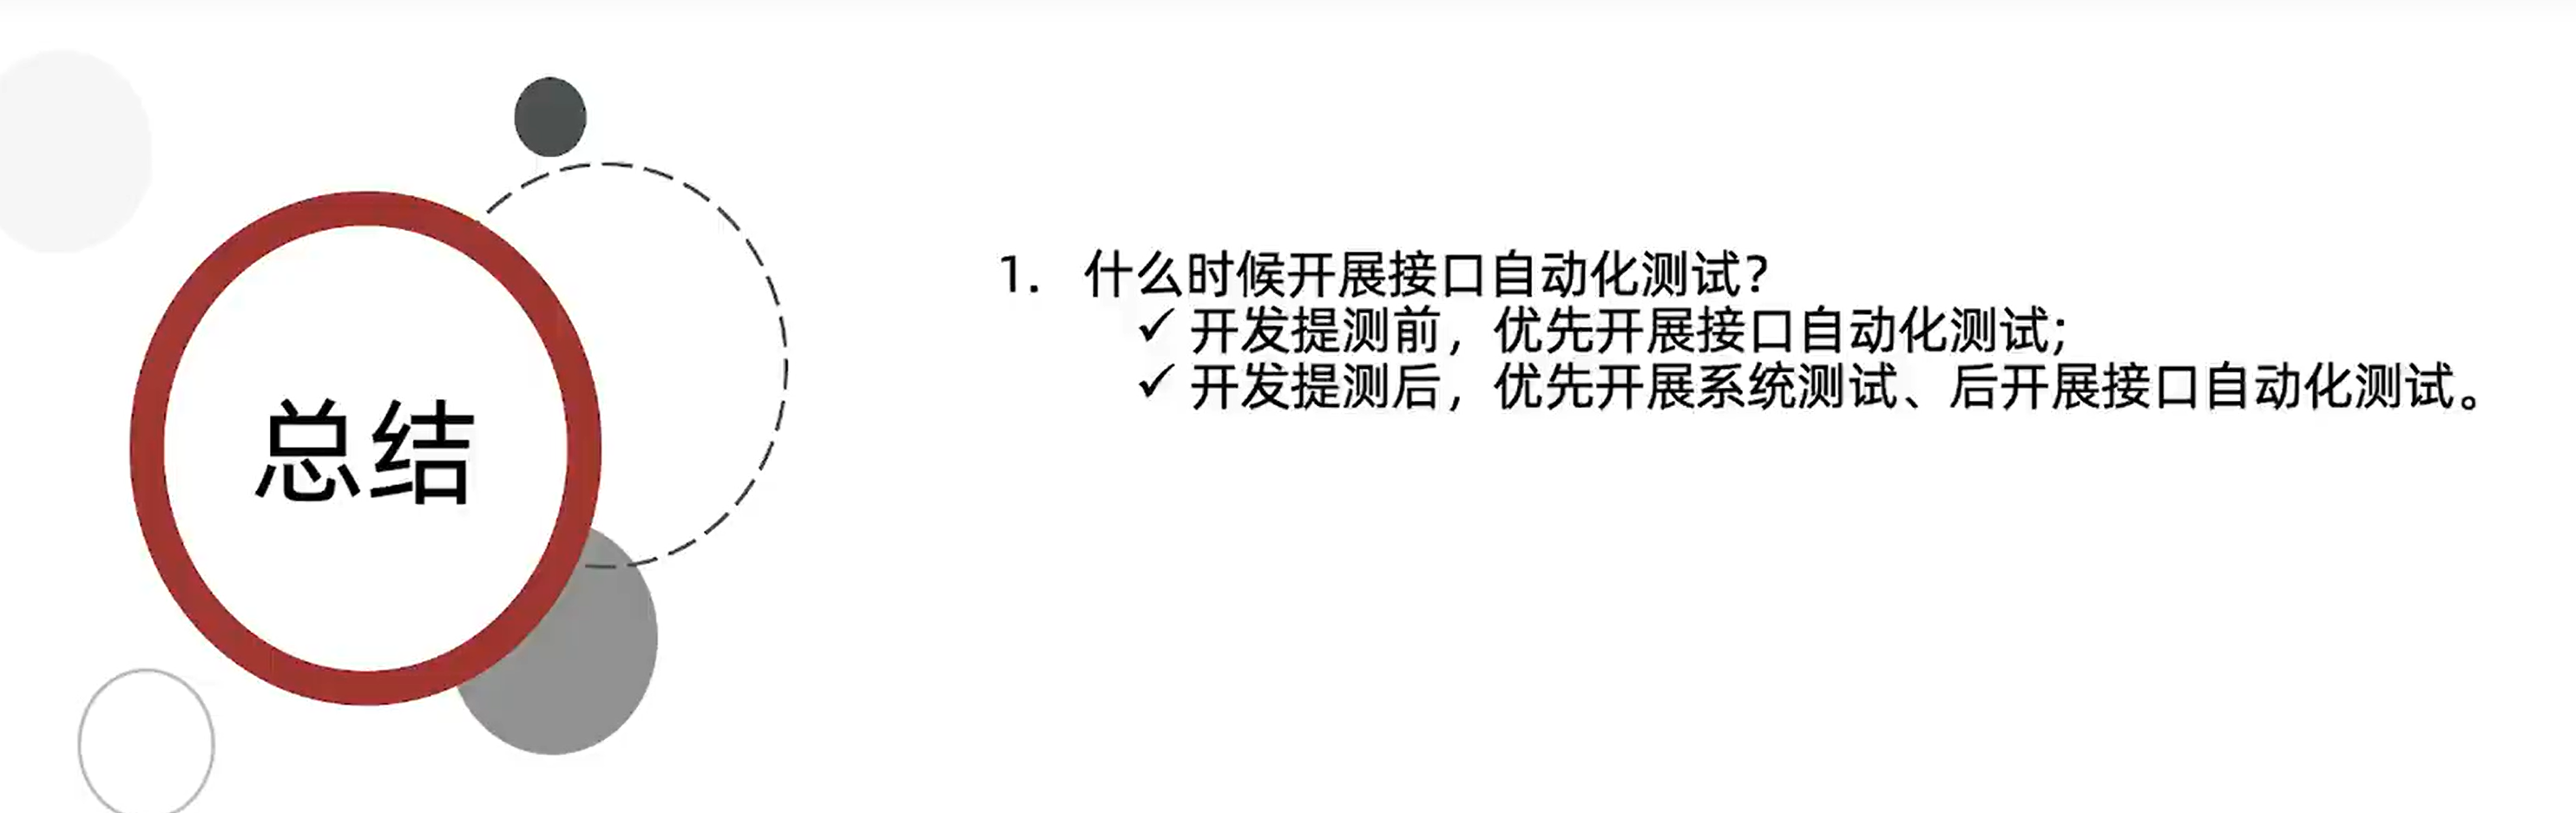 总结
1. 什么时候开展接口自动化测试？
✓ 开发提测前，优先开展接口自动化测试；
✓ 开发提测后，优先开展系统测试、后开展接口自动化测试。